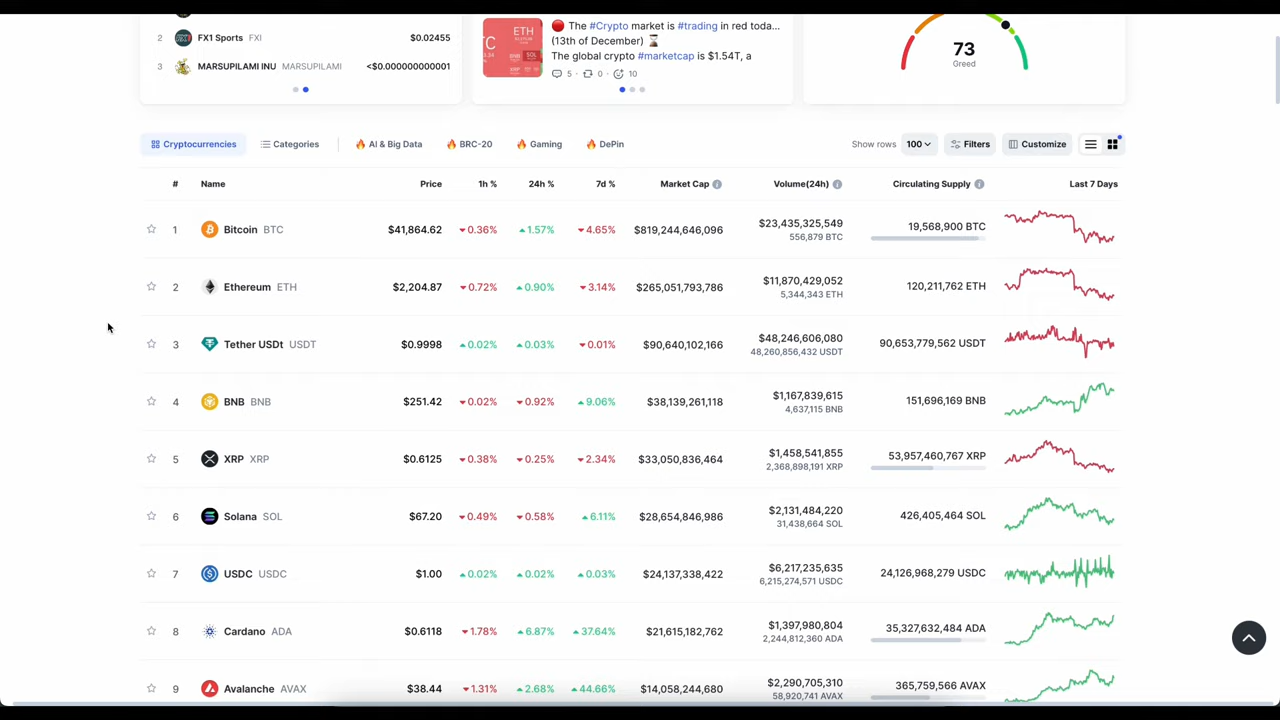 2 FX1 Sports FXI $0.02455
3 MARSUPILAMI INU MARSUPILAMI <$0.000000000001
ETH
SOL
🔴 The #Crypto market is #trading in red toda...
(13th of December) ⌛
The global crypto #marketcap is $1.54T, a
5 · 0 · 10
73
Greed
Cryptocurrencies Categories 🔥 AI & Big Data 🔥 BRC-20 🔥 Gaming 🔥 DePin Show rows 100 Filters Customize
# Name Price 1h % 24h % 7d % Market Cap Volume(24h) Circulating Supply Last 7 Days
1 Bitcoin BTC $41,864.62 0.36% 1.57% 4.65% $819,244,646,096 $23,435,325,549 19,568,900 BTC
556,879 BTC
2 Ethereum ETH $2,204.87 0.72% 0.90% 3.14% $265,051,793,786 $11,870,429,052 120,211,762 ETH
5,344,343 ETH
3 Tether USDt USDT $0.9998 0.02% 0.03% 0.01% $90,640,102,166 $48,246,606,080 90,653,779,562 USDT
48,260,856,432 USDT
4 BNB BNB $251.42 0.02% 0.92% 9.06% $38,139,261,118 $1,167,839,615 151,696,169 BNB
4,637,115 BNB
5 XRP XRP $0.6125 0.38% 0.25% 2.34% $33,050,836,464 $1,458,541,855 53,957,460,767 XRP
2,368,898,191 XRP
6 Solana SOL $67.20 0.49% 0.58% 6.11% $28,654,846,986 $2,131,484,220 426,405,464 SOL
31,438,664 SOL
7 USDC USDC $1.00 0.02% 0.02% 0.03% $24,137,338,422 $6,217,235,635 24,126,968,279 USDC
6,215,274,571 USDC
8 Cardano ADA $0.6118 1.78% 6.87% 37.64% $21,615,182,762 $1,397,980,804 35,327,632,484 ADA
2,244,812,360 ADA
9 Avalanche AVAX $38.44 1.31% 2.68% 44.66% $14,058,244,680 $2,290,705,310 365,759,566 AVAX
58,920,741 AVAX